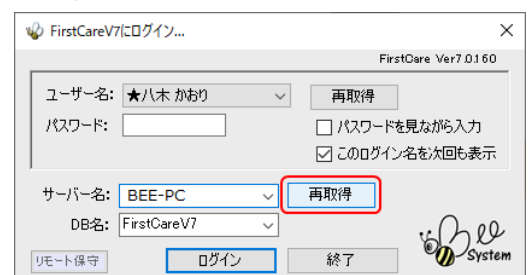 FirstCareV7にログイン...
FirstCare Ver7.0.1.60
ユーザー名: ★八木 かおり 再取得
パスワード:
パスワードを見ながら入力
このログイン名を次回も表示
サーバー名: BEE-PC 再取得
DB名: FirstCareV7
リモート保守 ログイン 終了
Bee System